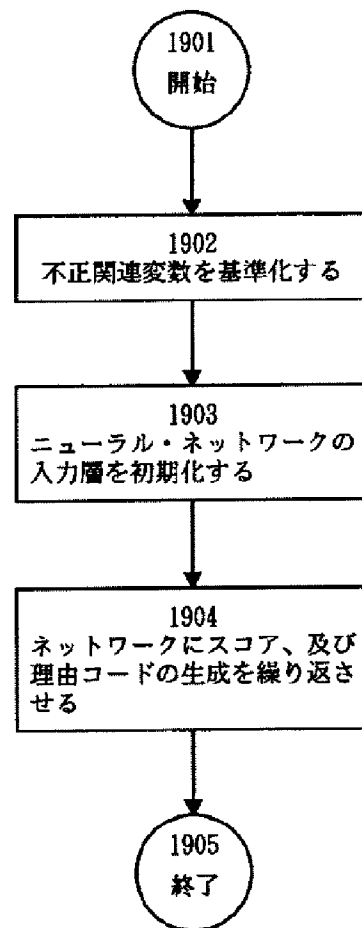 1901
開始
1902
不正関連変数を基準化する
1903
ニューラル・ネットワークの
入力層を初期化する
1904
ネットワークにスコア、及び
理由コードの生成を繰り返さ
せる
1905
終了